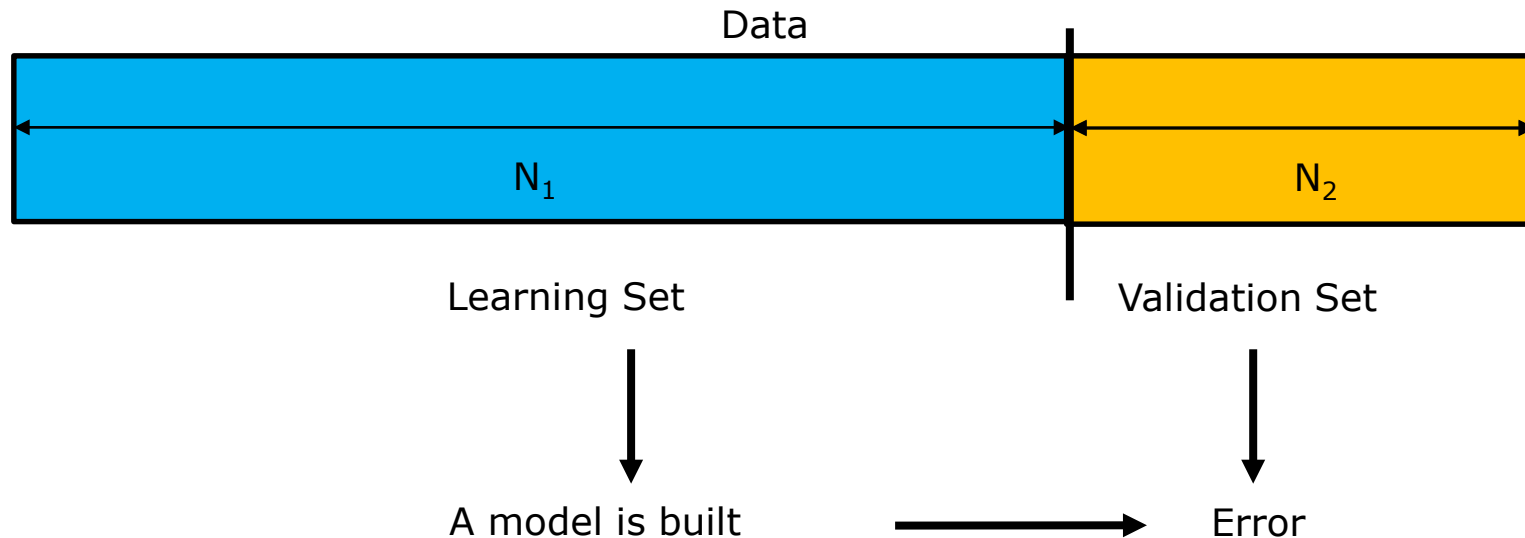 Data
N₁ N₂
Learning Set Validation Set
A model is built Error